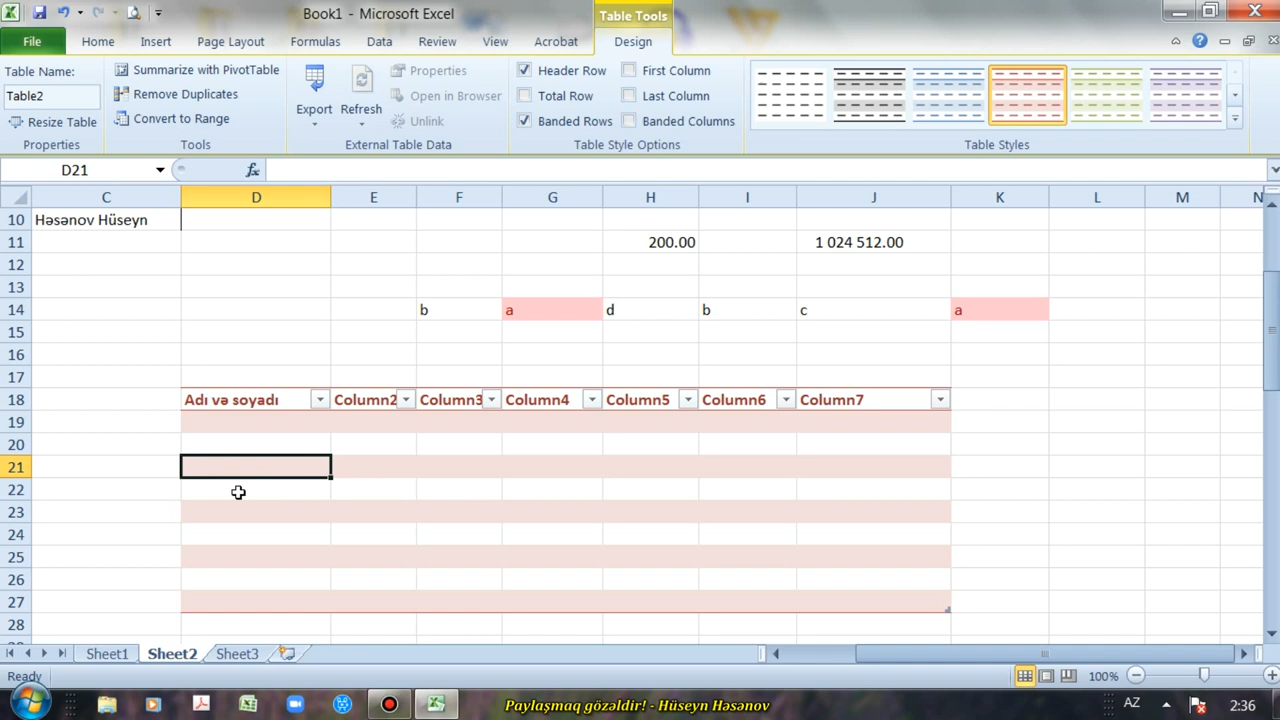 Book1 - Microsoft Excel
Table Tools
File Home Insert Page Layout Formulas Data Review View Acrobat Design
Table Name:
Table2
Resize Table
Properties
Summarize with PivotTable
Remove Duplicates
Convert to Range
Tools
Export Refresh
Properties
Open in Browser
Unlink
External Table Data
Header Row First Column
Total Row Last Column
Banded Rows Banded Columns
Table Style Options
Table Styles
D21 fx
C D E F G H I J K L M N
10 Həsənov Hüseyn
11 200.00 1 024 512.00
12
13
14 b a d b c a
15
16
17
18 Adı və soyadı Column2 Column3 Column4 Column5 Column6 Column7
19
20
21
22
23
24
25
26
27
28
Sheet1 Sheet2 Sheet3
Ready 100%
Paylaşmaq gözəldir! - Hüseyn Həsənov AZ 2:36